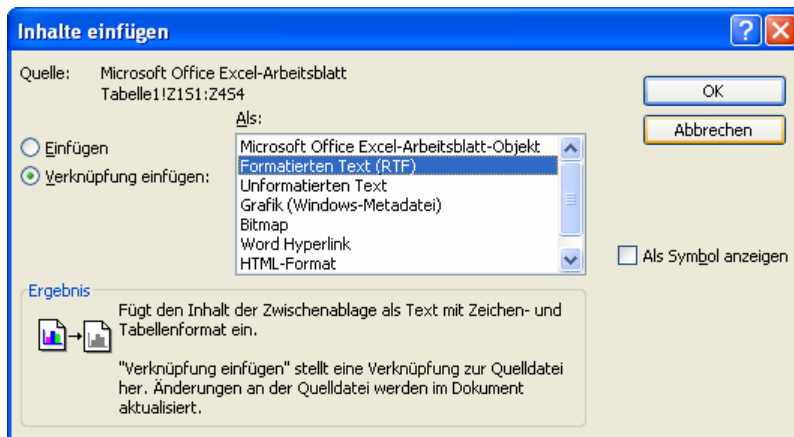 Inhalte einfügen
Quelle: Microsoft Office Excel-Arbeitsblatt
Tabelle1!Z1S1:Z4S4
Als:
Einfügen
Verknüpfung einfügen:
Microsoft Office Excel-Arbeitsblatt-Objekt
Formatierten Text (RTF)
Unformatierten Text
Grafik (Windows-Metadatei)
Bitmap
Word Hyperlink
HTML-Format
OK
Abbrechen
Als Symbol anzeigen
Ergebnis
Fügt den Inhalt der Zwischenablage als Text mit Zeichen- und
Tabellenformat ein.
"Verknüpfung einfügen" stellt eine Verknüpfung zur Quelldatei
her. Änderungen an der Quelldatei werden im Dokument
aktualisiert.